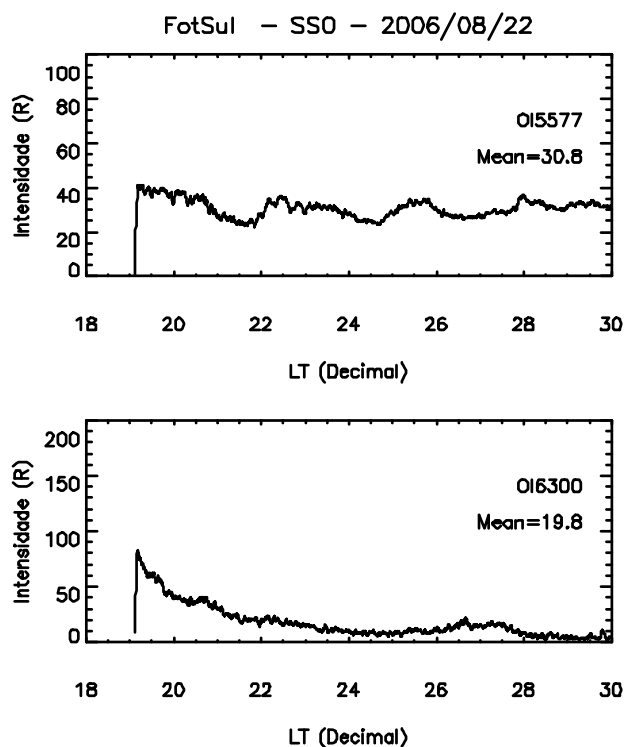 FotSul - SSO - 2006/08/22
100
80
60
40
20
0
Intensidade (R)
OI5577
Mean=30.8
18 20 22 24 26 28 30
LT (Decimal)
200
150
100
50
0
Intensidade (R)
OI6300
Mean=19.8
18 20 22 24 26 28 30
LT (Decimal)